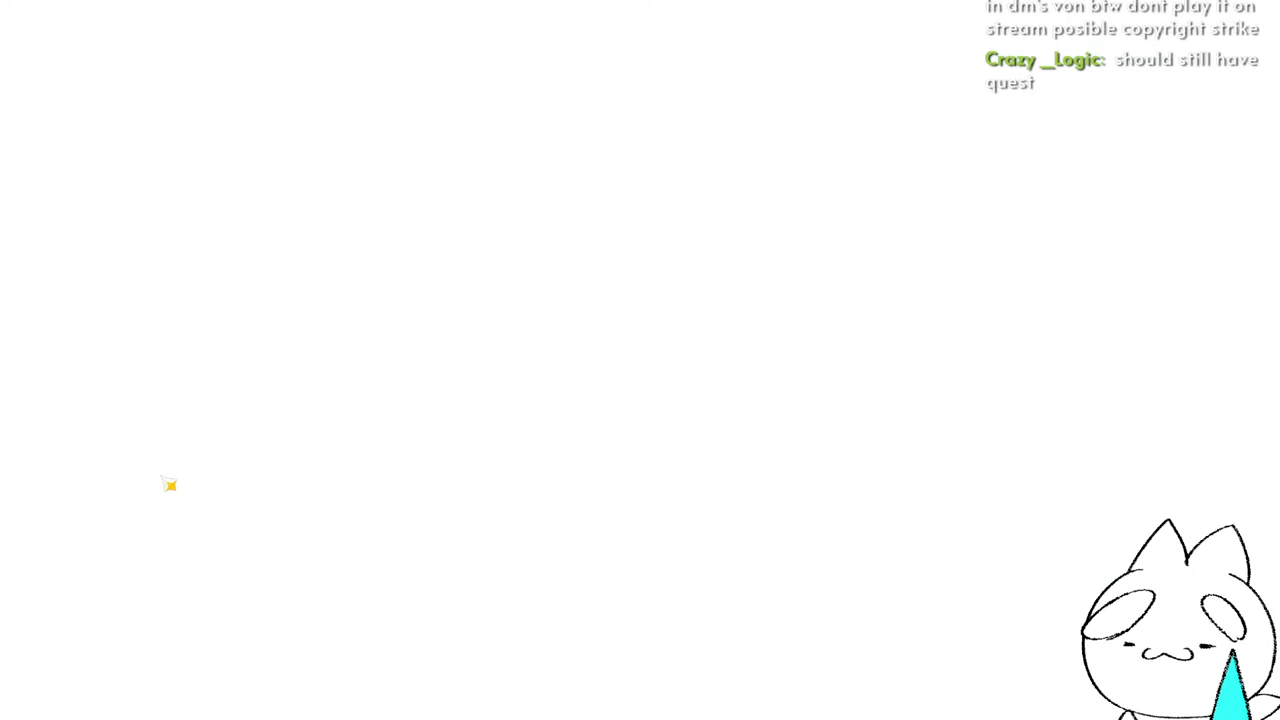 in dm's von btw dont play it on
stream posible copyright strike
Crazy_Logic: should still have
quest